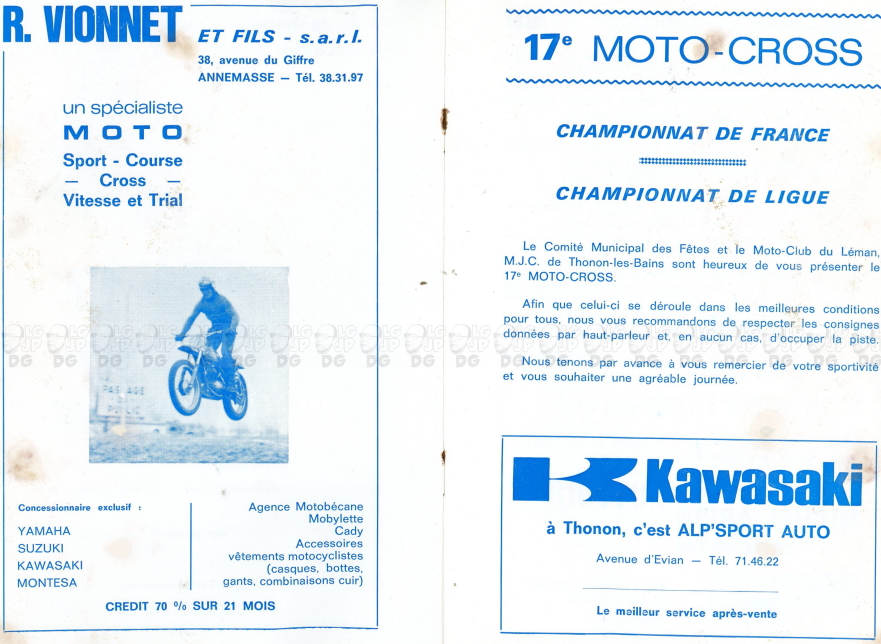 R. VIONNET
ET FILS - s.a.r.l.
38, avenue du Giffre
ANNEMASSE — Tél. 38.31.97
un spécialiste
MOTO
Sport - Course
— Cross —
Vitesse et Trial
PASSAGE
PUBLIC
Concessionnaire exclusif :
YAMAHA
SUZUKI
KAWASAKI
MONTESA
Agence Motobécane
Mobylette
Cady
Accessoires
vêtements motocyclistes
(casques, bottes,
gants, combinaisons cuir)
CREDIT 70 % SUR 21 MOIS
17e MOTO-CROSS
CHAMPIONNAT DE FRANCE
CHAMPIONNAT DE LIGUE
Le Comité Municipal des Fêtes et le Moto-Club du Léman,
M.J.C. de Thonon-les-Bains sont heureux de vous présenter le
17e MOTO-CROSS.
Afin que celui-ci se déroule dans les meilleures conditions
pour tous, nous vous recommandons de respecter les consignes
données par haut-parleur et, en aucun cas, d'occuper la piste.
Nous tenons par avance à vous remercier de votre sportivité
et vous souhaiter une agréable journée.
Kawasaki
à Thonon, c'est ALP'SPORT AUTO
Avenue d'Evian — Tél. 71.46.22
Le meilleur service après-vente